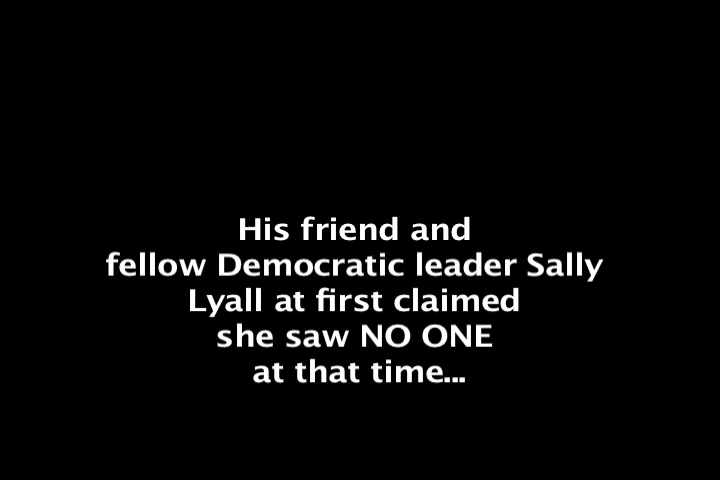 His friend and
fellow Democratic leader Sally
Lyall at first claimed
she saw NO ONE
at that time...